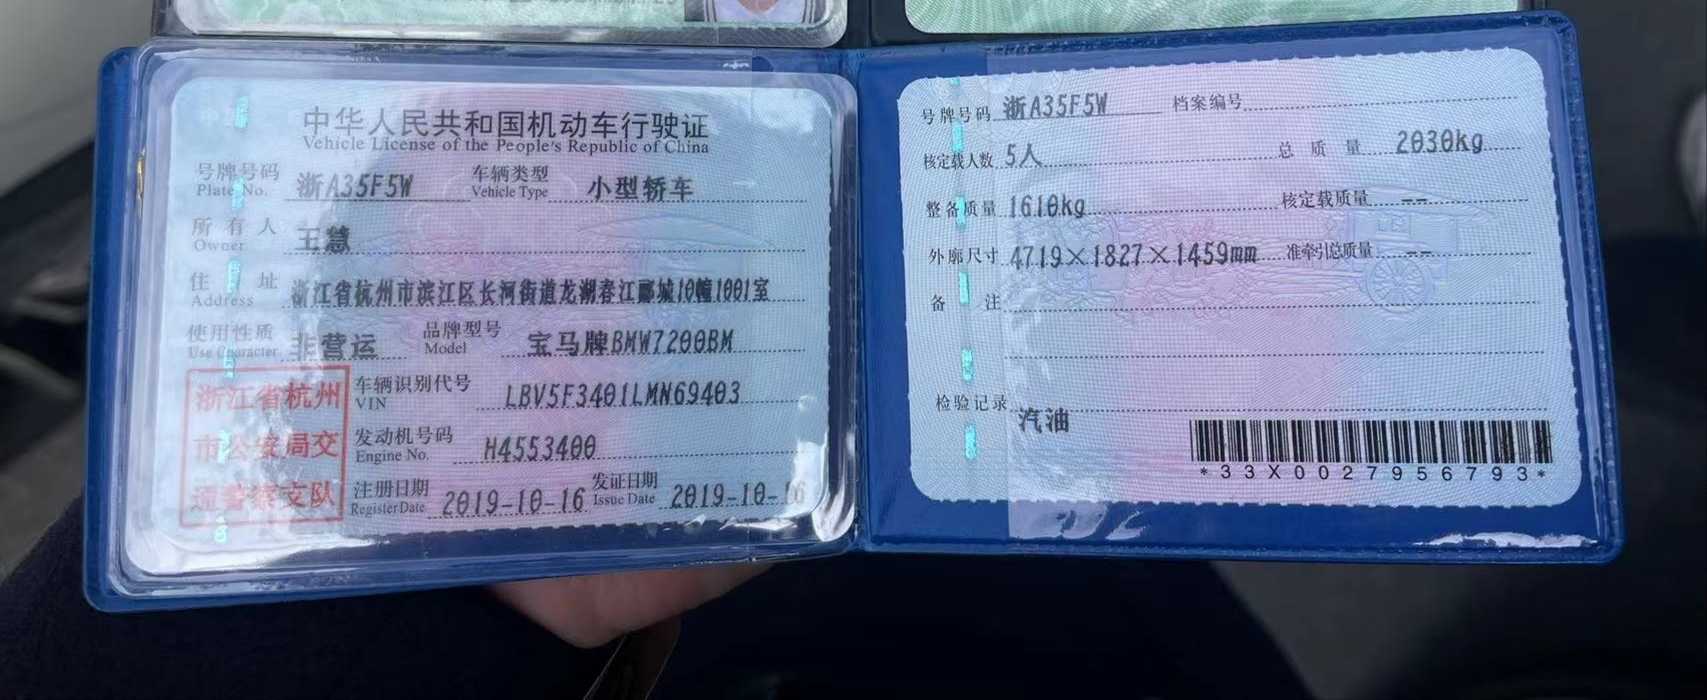 中华人民共和国机动车行驶证
Vehicle License of the People's Republic of China
号牌号码 浙A35F5W 车辆类型 小型轿车
Plate No. Vehicle Type
所有人 王慧
Owner
住址 浙江省杭州市滨江区长河街道龙湖春江郦城10幢1001室
Address
使用性质 非营运 品牌型号 宝马牌BMW7200BM
Use Character Model
浙江省杭州
市公安局交
通警察支队
车辆识别代号 LBV5F3401LMN69403
VIN
发动机号码 H4553400
Engine No.
注册日期 2019-10-16 发证日期 2019-10-16
Register Date Issue Date
号牌号码 浙A35F5W 档案编号
核定载人数 5人 总质量 2030kg
整备质量 1610kg 核定载质量 --
外廓尺寸 4719×1827×1459mm 准牵引总质量 --
备注
检验记录 汽油
*33X0027956793*